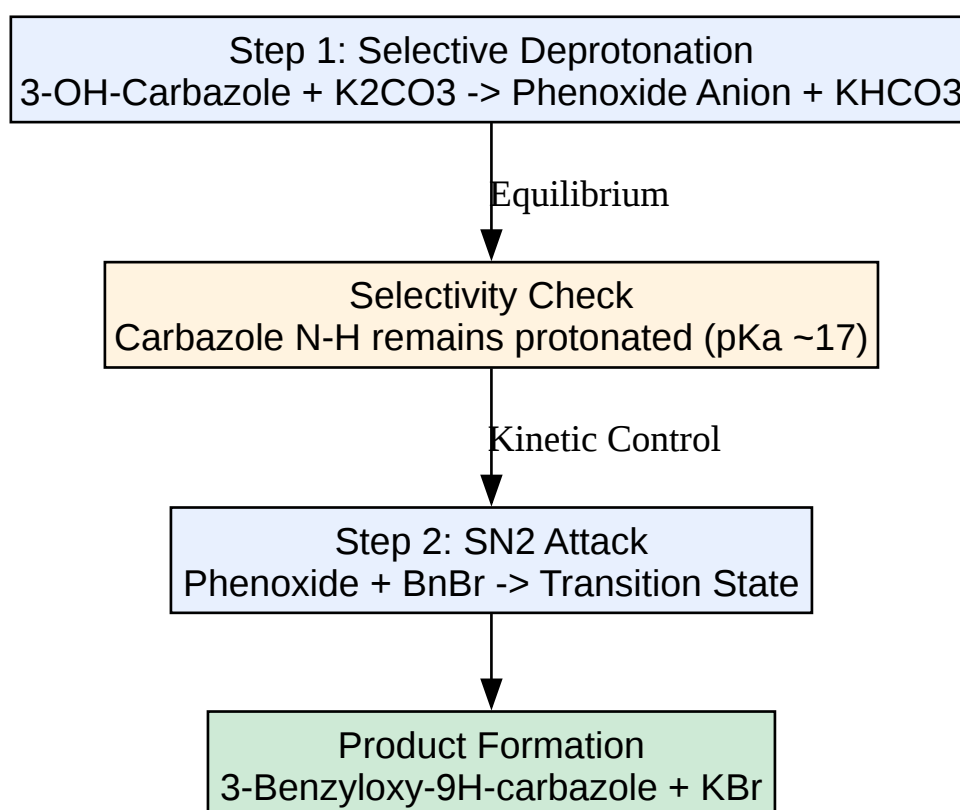 Step 1: Selective Deprotonation
3-OH-Carbazole + K2CO3 -> Phenoxide Anion + KHCO3
Equilibrium
Selectivity Check
Carbazole N-H remains protonated (pKa ~17)
Kinetic Control
Step 2: SN2 Attack
Phenoxide + BnBr -> Transition State
Product Formation
3-Benzyloxy-9H-carbazole + KBr